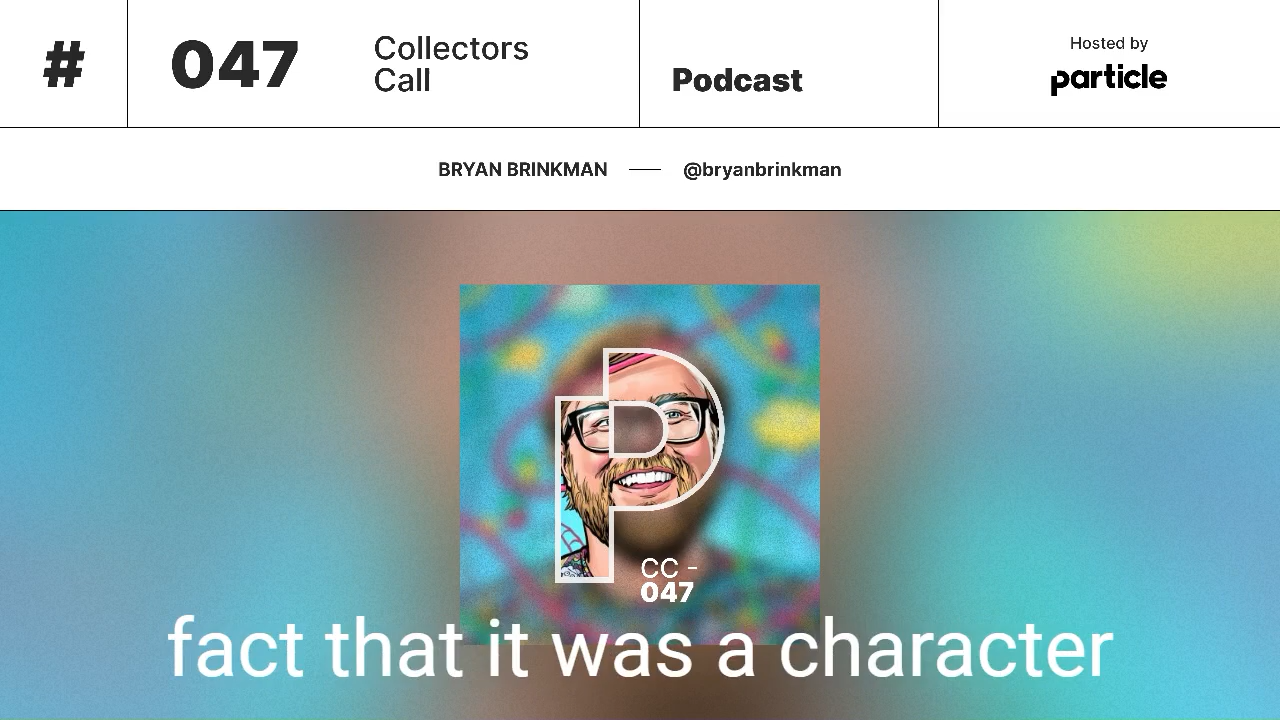 #
047
Collectors
Call
Podcast
Hosted by
particle
BRYAN BRINKMAN — @bryanbrinkman
CC -
047
fact that it was a character